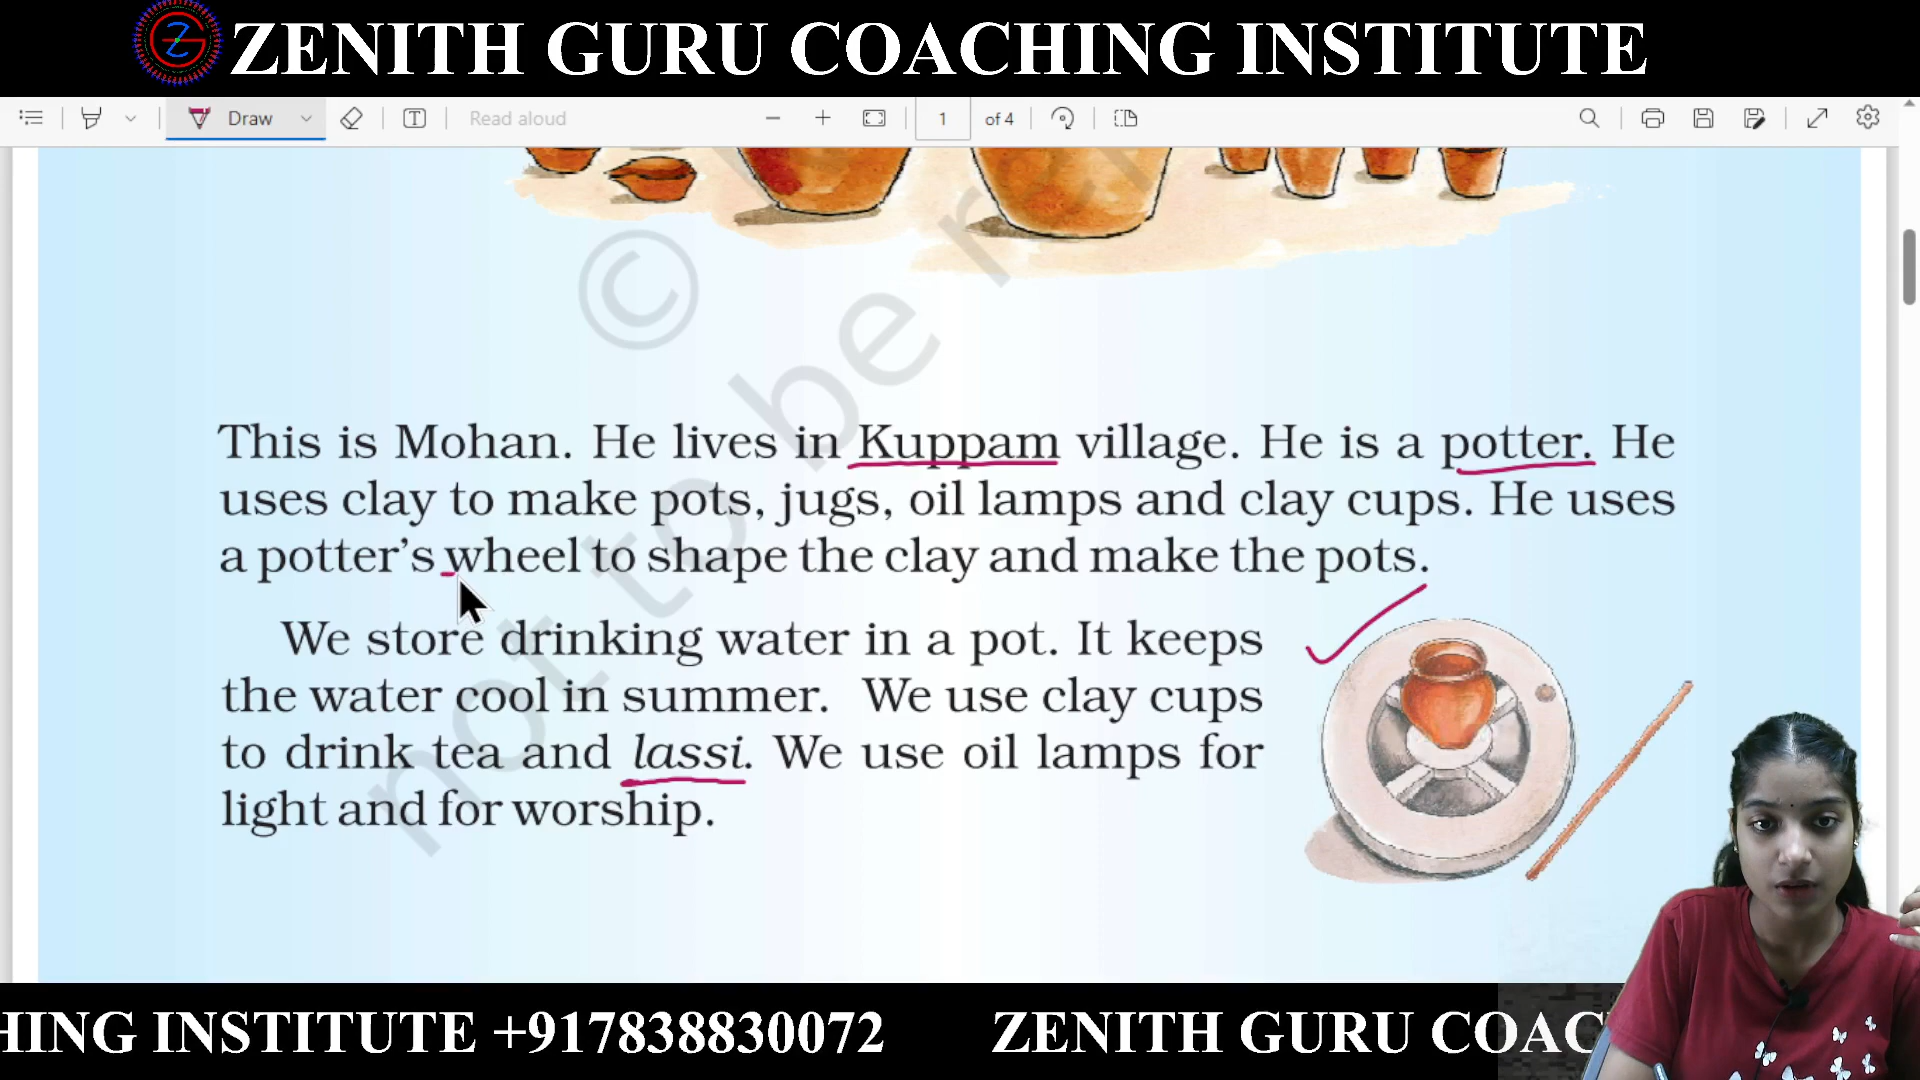 ZENITH GURU COACHING INSTITUTE
Draw
Read aloud
1 of 4
© 
not to be re
This is Mohan. He lives in Kuppam village. He is a potter. He
uses clay to make pots, jugs, oil lamps and clay cups. He uses
a potter's wheel to shape the clay and make the pots.
We store drinking water in a pot. It keeps
the water cool in summer. We use clay cups
to drink tea and lassi. We use oil lamps for
light and for worship.
HING INSTITUTE +917838830072 ZENITH GURU COAC